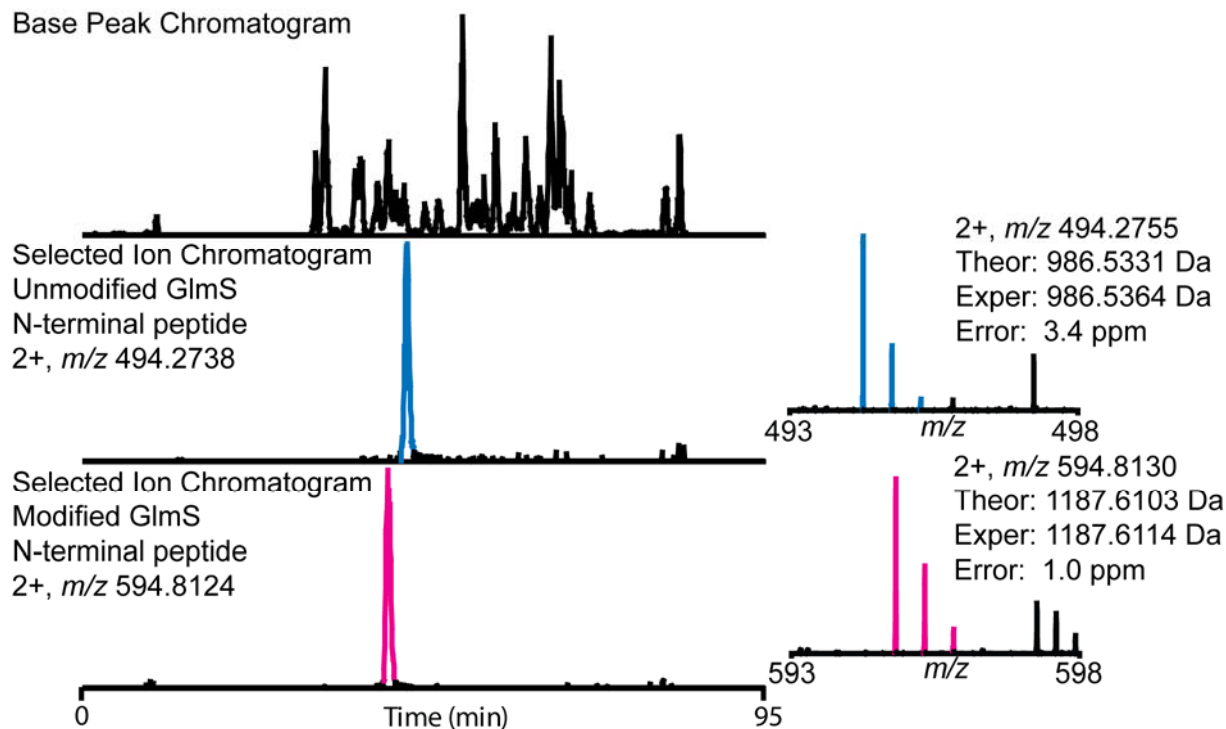 Base Peak Chromatogram
Selected Ion Chromatogram
Unmodified GlmS
N-terminal peptide
2+, m/z 494.2738
2+, m/z 494.2755
Theor: 986.5331 Da
Exper: 986.5364 Da
Error: 3.4 ppm
493
m/z
498
Selected Ion Chromatogram
Modified GlmS
N-terminal peptide
2+, m/z 594.8124
2+, m/z 594.8130
Theor: 1187.6103 Da
Exper: 1187.6114 Da
Error: 1.0 ppm
593
m/z
598
0
Time (min)
95